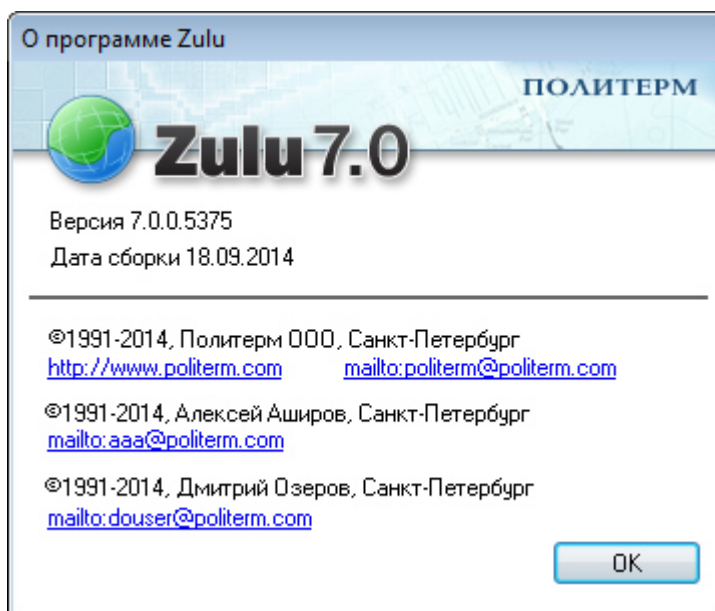 О программе Zulu
ПОЛИТЕРМ
Zulu 7.0
Версия 7.0.0.5375
Дата сборки 18.09.2014
©1991-2014, Политерм ООО, Санкт-Петербург
http://www.politerm.com mailto:politerm@politerm.com
©1991-2014, Алексей Аширов, Санкт-Петербург
mailto:aaa@politerm.com
©1991-2014, Дмитрий Озеров, Санкт-Петербург
mailto:douser@politerm.com
OK